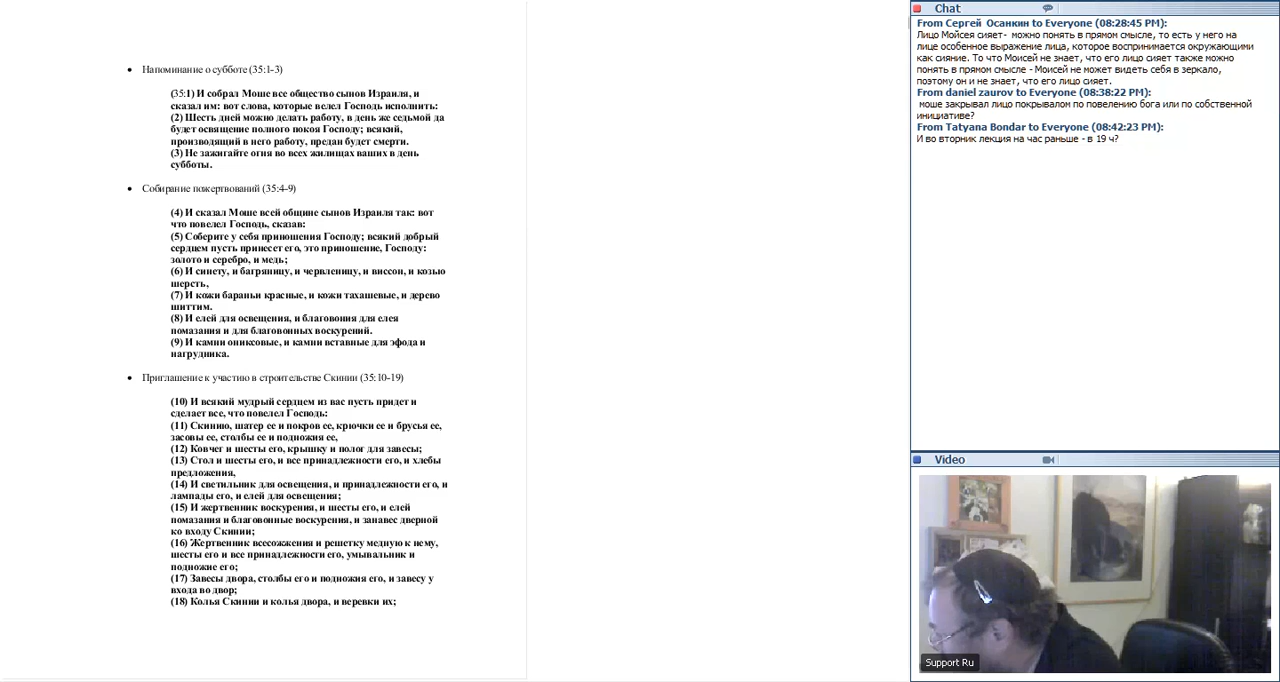 Напоминание о субботе (35:1-3)
(35:1) И собрал Моше все общество сынов Израиля, и
сказал им: вот слова, которые велел Господь исполнить:
(2) Шесть дней можно делать работу, в день же седьмой да
будет освящение полного покоя Господу; всякий,
производящий в него работу, предан будет смерти.
(3) Не зажигайте огня во всех жилищах ваших в день
субботы.
Собирание пожертвований (35:4-9)
(4) И сказал Моше всей общине сынов Израиля так: вот
что повелел Господь, сказав:
(5) Соберите у себя приношения Господу; всякий добрый
сердцем пусть принесет его, это приношение, Господу:
золото и серебро, и медь;
(6) И синету, и багряницу, и червленицу, и виссон, и козью
шерсть,
(7) И кожи бараньи красные, и кожи тахашевые, и дерево
шиттим.
(8) И елей для освещения, и благовония для елея
помазания и для благовонных воскурений.
(9) И камни ониксовые, и камни вставные для эфода и
нагрудника.
Приглашение к участию в строительстве Скинии (35:10-19)
(10) И всякий мудрый сердцем из вас пусть придет и
сделает все, что повелел Господь:
(11) Скинию, шатер ее и покров ее, крючки ее и брусья ее,
засовы ее, столбы ее и подножия ее,
(12) Ковчег и шесты его, крышку и полог для завесы;
(13) Стол и шесты его, и все принадлежности его, и хлебы
предложения,
(14) И светильник для освещения, и принадлежности его, и
лампады его, и елей для освещения;
(15) И жертвенник воскурения, и шесты его, и елей
помазания и благовонные воскурения, и занавес дверной
ко входу Скинии;
(16) Жертвенник всесожжения и решетку медную к нему,
шесты его и все принадлежности его, умывальник и
подножие его;
(17) Завесы двора, столбы его и подножия его, и завесу у
входа во двор;
(18) Колья Скинии и колья двора, и веревки их;
Chat
From Сергей Осанкин to Everyone (08:28:45 PM):
Лицо Мойсея сияет- можно понять в прямом смысле, то есть у него на
лице особенное выражение лица, которое воспринимается окружающими
как сияние. То что Моисей не знает, что его лицо сияет также можно
понять в прямом смысле - Моисей не может видеть себя в зеркало,
поэтому он и не знает, что его лицо сияет.
From daniel zaurov to Everyone (08:38:22 PM):
моше закрывал лицо покрывалом по повелению бога или по собственной
инициативе?
From Tatyana Bondar to Everyone (08:42:23 PM):
И во вторник лекция на час раньше - в 19 ч?
Video
Support Ru